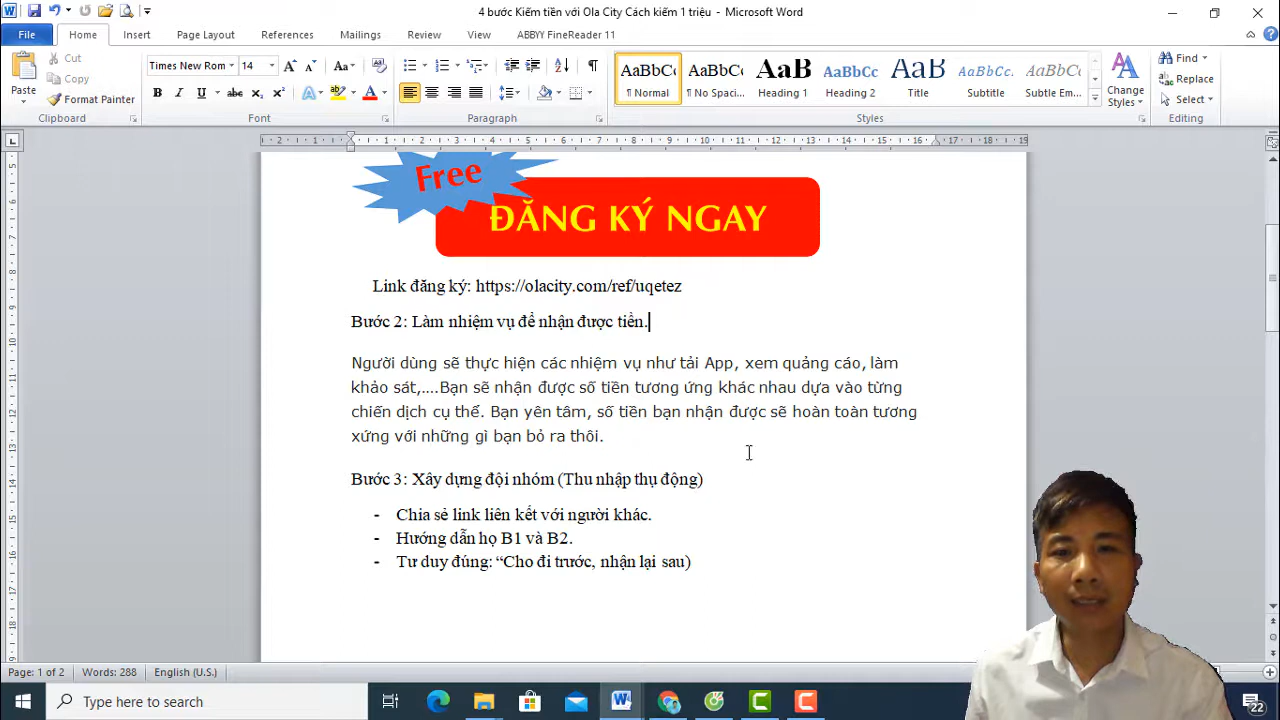 4 bước Kiếm tiền với Ola City Cách kiếm 1 triệu - Microsoft Word
File Home Insert Page Layout References Mailings Review View ABBYY FineReader 11
Paste
Cut
Copy
Format Painter
Clipboard
Times New Rom 14
Font
Paragraph
AaBbCc AaBbCc AaB AaBbCc AaB AaBbCc AaBbCc
¶ Normal ¶ No Spaci... Heading 1 Heading 2 Title Subtitle Subtle Em...
Styles
Change Styles
Find
Replace
Select
Editing
Free
ĐĂNG KÝ NGAY
Link đăng ký: https://olacity.com/ref/uqetez
Bước 2: Làm nhiệm vụ để nhận được tiền.
Người dùng sẽ thực hiện các nhiệm vụ như tải App, xem quảng cáo, làm
khảo sát,....Bạn sẽ nhận được số tiền tương ứng khác nhau dựa vào từng
chiến dịch cụ thể. Bạn yên tâm, số tiền bạn nhận được sẽ hoàn toàn tương
xứng với những gì bạn bỏ ra thôi.
Bước 3: Xây dựng đội nhóm (Thu nhập thụ động)
- Chia sẻ link liên kết với người khác.
- Hướng dẫn họ B1 và B2.
- Tư duy đúng: “Cho đi trước, nhận lại sau)
Page: 1 of 2 Words: 288 English (U.S.)
Type here to search
22